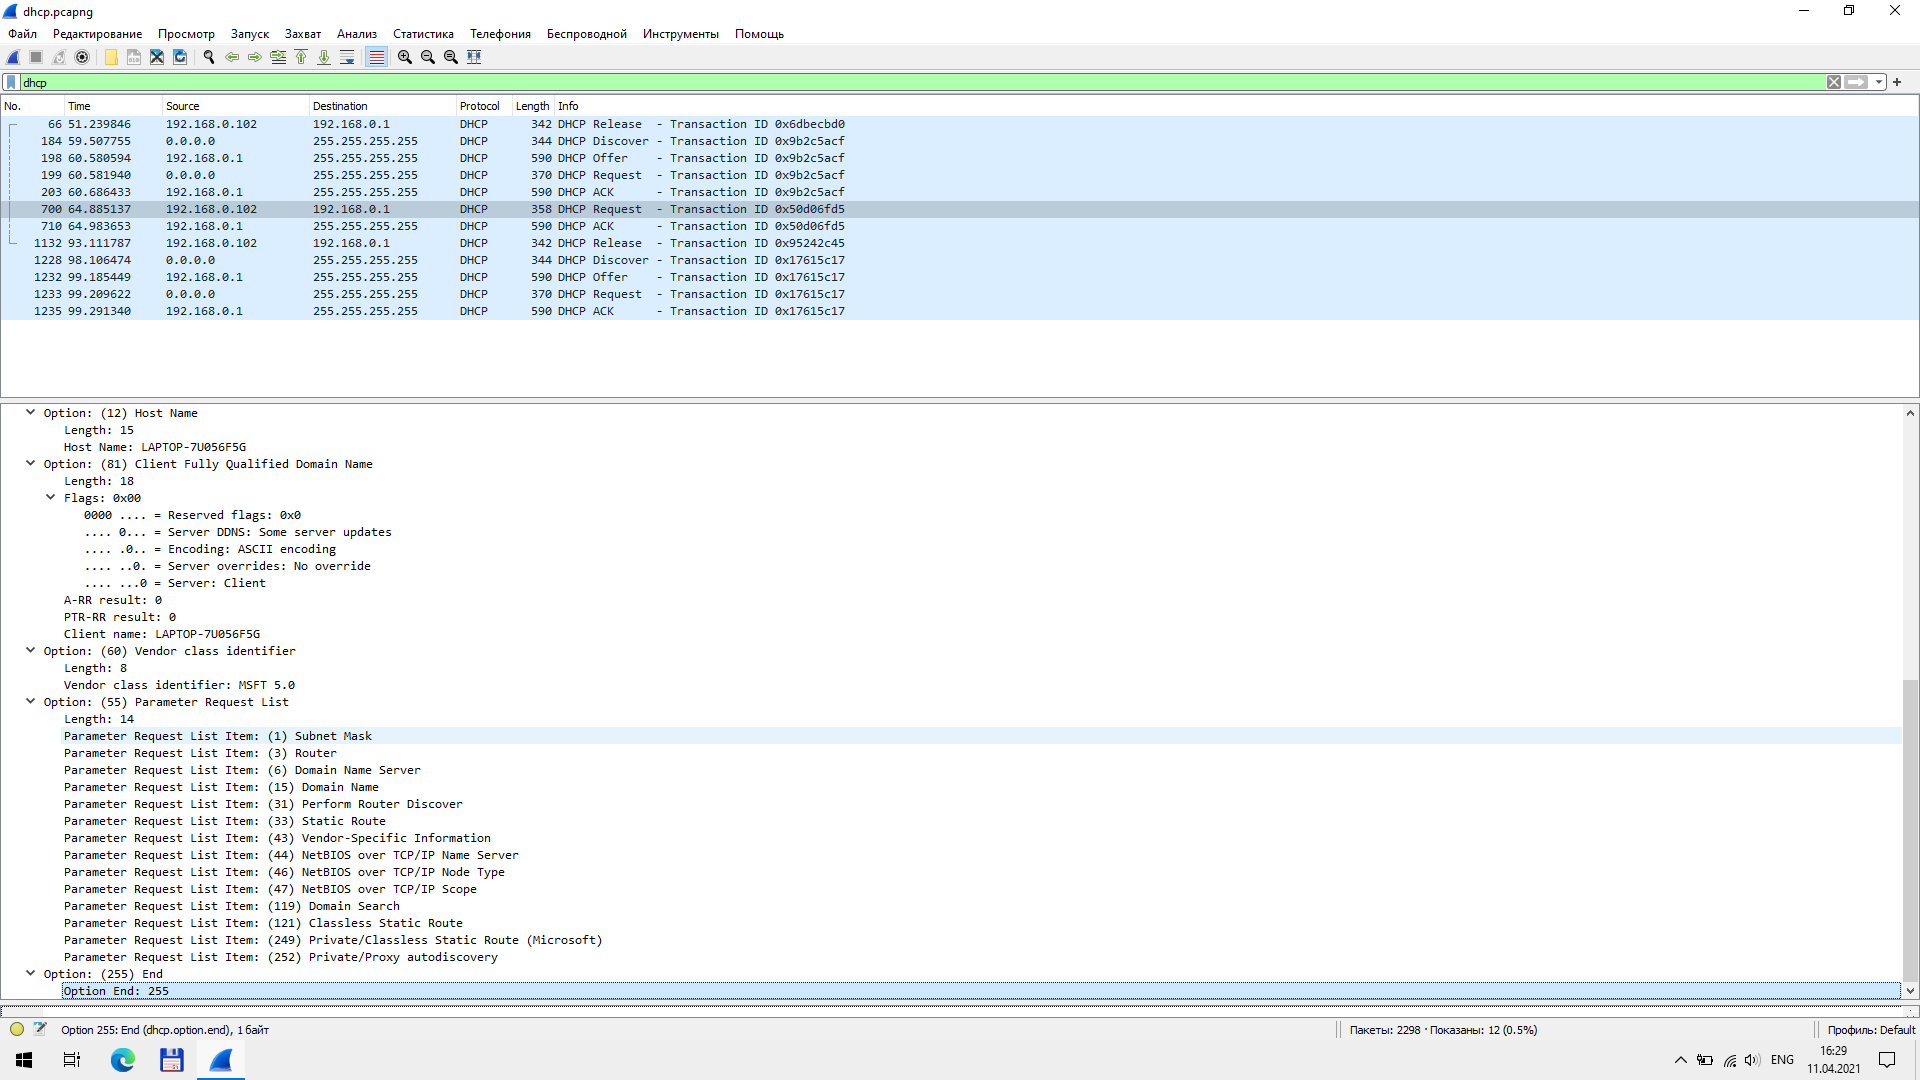 dhcp.pcapng
Файл Редактирование Просмотр Запуск Захват Анализ Статистика Телефония Беспроводной Инструменты Помощь
dhcp
No. Time Source Destination Protocol Length Info
66 51.239846 192.168.0.102 192.168.0.1 DHCP 342 DHCP Release - Transaction ID 0x6dbecbd0
184 59.507755 0.0.0.0 255.255.255.255 DHCP 344 DHCP Discover - Transaction ID 0x9b2c5acf
198 60.580594 192.168.0.1 255.255.255.255 DHCP 590 DHCP Offer - Transaction ID 0x9b2c5acf
199 60.581940 0.0.0.0 255.255.255.255 DHCP 370 DHCP Request - Transaction ID 0x9b2c5acf
203 60.686433 192.168.0.1 255.255.255.255 DHCP 590 DHCP ACK - Transaction ID 0x9b2c5acf
700 64.885137 192.168.0.102 192.168.0.1 DHCP 358 DHCP Request - Transaction ID 0x50d06fd5
710 64.983653 192.168.0.1 255.255.255.255 DHCP 590 DHCP ACK - Transaction ID 0x50d06fd5
1132 93.111787 192.168.0.102 192.168.0.1 DHCP 342 DHCP Release - Transaction ID 0x95242c45
1228 98.106474 0.0.0.0 255.255.255.255 DHCP 344 DHCP Discover - Transaction ID 0x17615c17
1232 99.185449 192.168.0.1 255.255.255.255 DHCP 590 DHCP Offer - Transaction ID 0x17615c17
1233 99.209622 0.0.0.0 255.255.255.255 DHCP 370 DHCP Request - Transaction ID 0x17615c17
1235 99.291340 192.168.0.1 255.255.255.255 DHCP 590 DHCP ACK - Transaction ID 0x17615c17
Option: (12) Host Name
Length: 15
Host Name: LAPTOP-7U056F5G
Option: (81) Client Fully Qualified Domain Name
Length: 18
Flags: 0x00
0000 .... = Reserved flags: 0x0
.... 0... = Server DDNS: Some server updates
.... .0.. = Encoding: ASCII encoding
.... ..0. = Server overrides: No override
.... ...0 = Server: Client
A-RR result: 0
PTR-RR result: 0
Client name: LAPTOP-7U056F5G
Option: (60) Vendor class identifier
Length: 8
Vendor class identifier: MSFT 5.0
Option: (55) Parameter Request List
Length: 14
Parameter Request List Item: (1) Subnet Mask
Parameter Request List Item: (3) Router
Parameter Request List Item: (6) Domain Name Server
Parameter Request List Item: (15) Domain Name
Parameter Request List Item: (31) Perform Router Discover
Parameter Request List Item: (33) Static Route
Parameter Request List Item: (43) Vendor-Specific Information
Parameter Request List Item: (44) NetBIOS over TCP/IP Name Server
Parameter Request List Item: (46) NetBIOS over TCP/IP Node Type
Parameter Request List Item: (47) NetBIOS over TCP/IP Scope
Parameter Request List Item: (119) Domain Search
Parameter Request List Item: (121) Classless Static Route
Parameter Request List Item: (249) Private/Classless Static Route (Microsoft)
Parameter Request List Item: (252) Private/Proxy autodiscovery
Option: (255) End
Option End: 255
Option 255: End (dhcp.option.end), 1 байт Пакеты: 2298 · Показаны: 12 (0.5%) Профиль: Default
ENG
16:29
11.04.2021